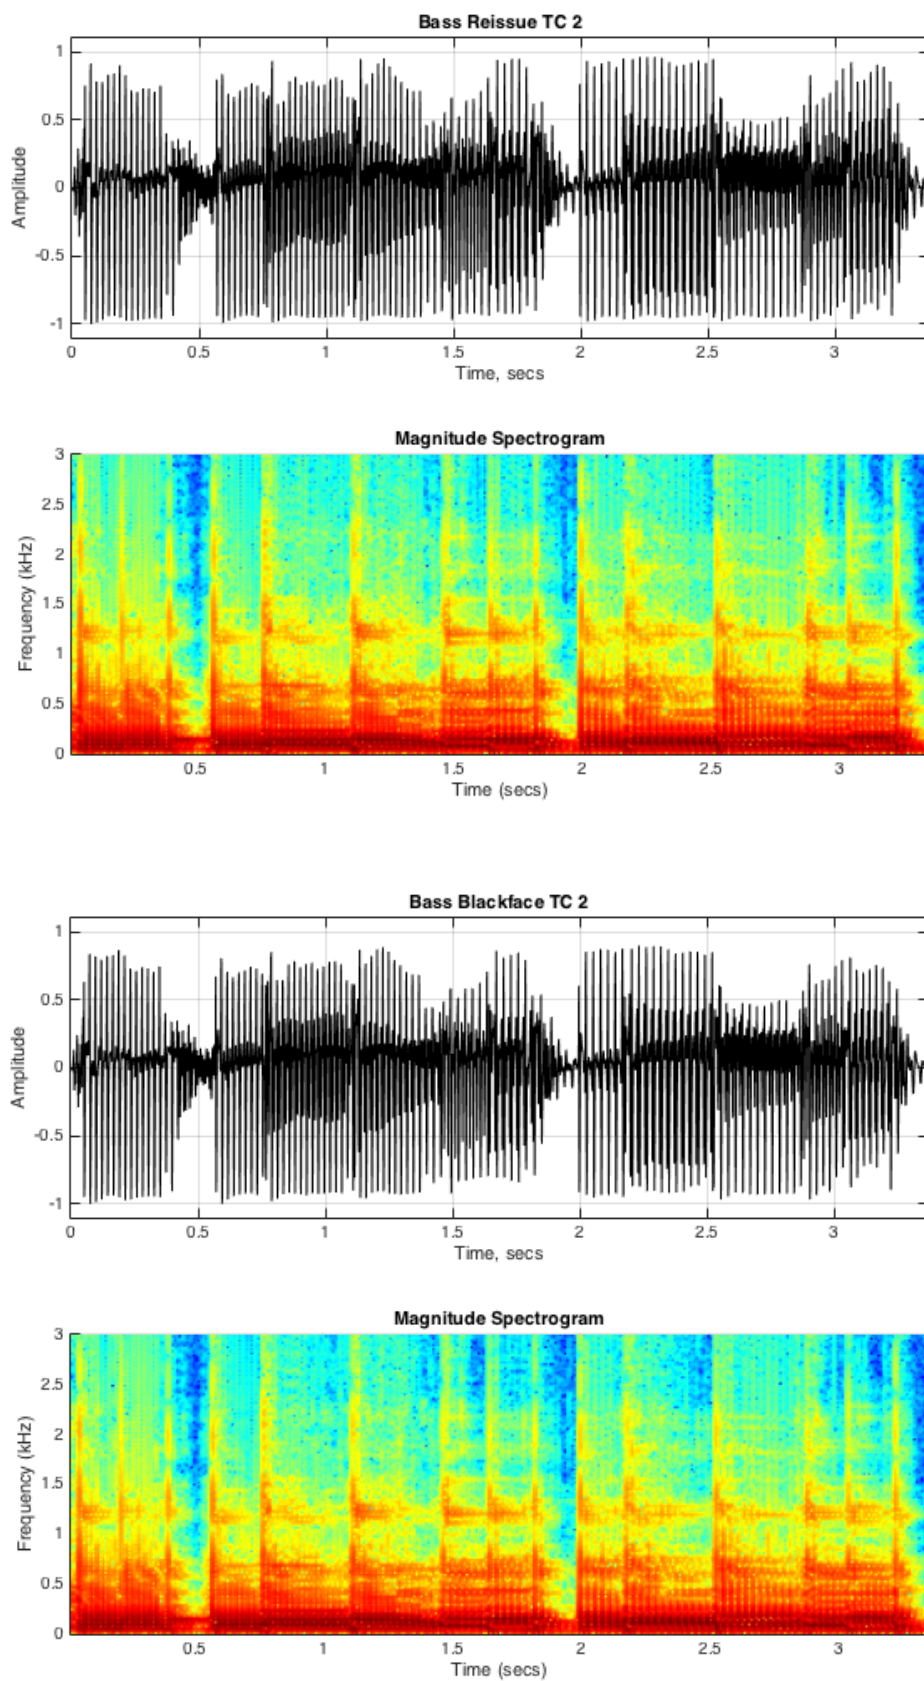 Bass Reissue TC 2
1
0.5
0
-0.5
-1
Amplitude
0 0.5 1 1.5 2 2.5 3
Time, secs
Magnitude Spectrogram
3
2.5
2
1.5
1
0.5
0
Frequency (kHz)
0.5 1 1.5 2 2.5 3
Time (secs)
Bass Blackface TC 2
1
0.5
0
-0.5
-1
Amplitude
0 0.5 1 1.5 2 2.5 3
Time, secs
Magnitude Spectrogram
3
2.5
2
1.5
1
0.5
0
Frequency (kHz)
0.5 1 1.5 2 2.5 3
Time (secs)